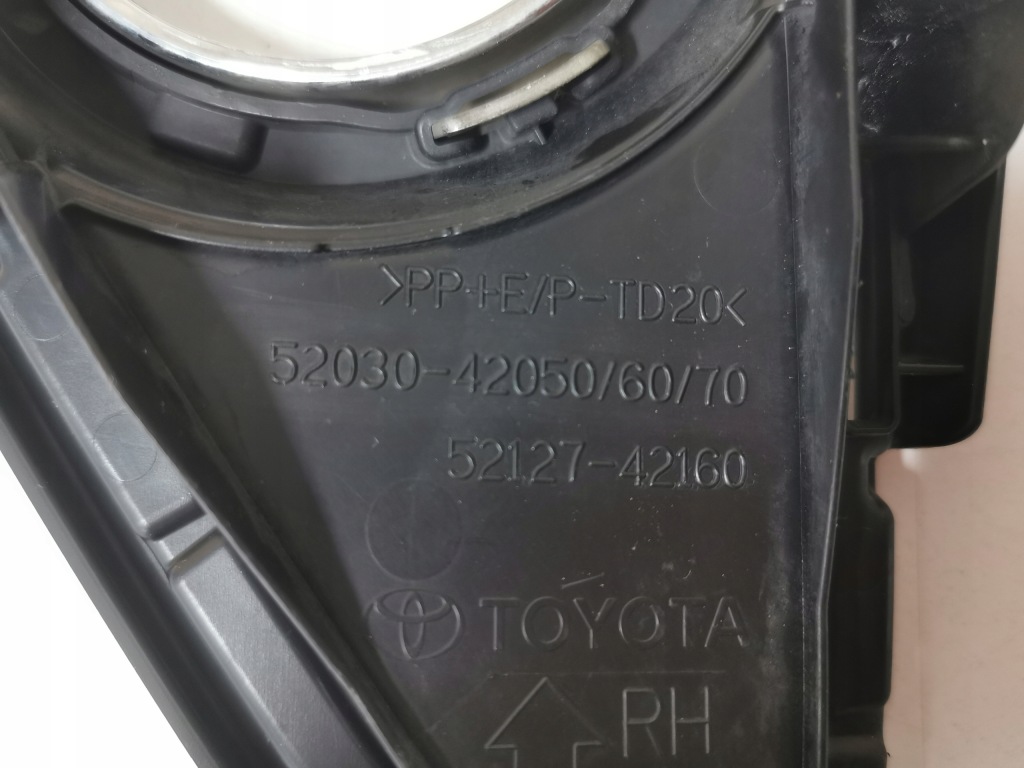 >PP+E/P-TD20<
52030-42050/60/70
52127-42160
TOYOTA
RH